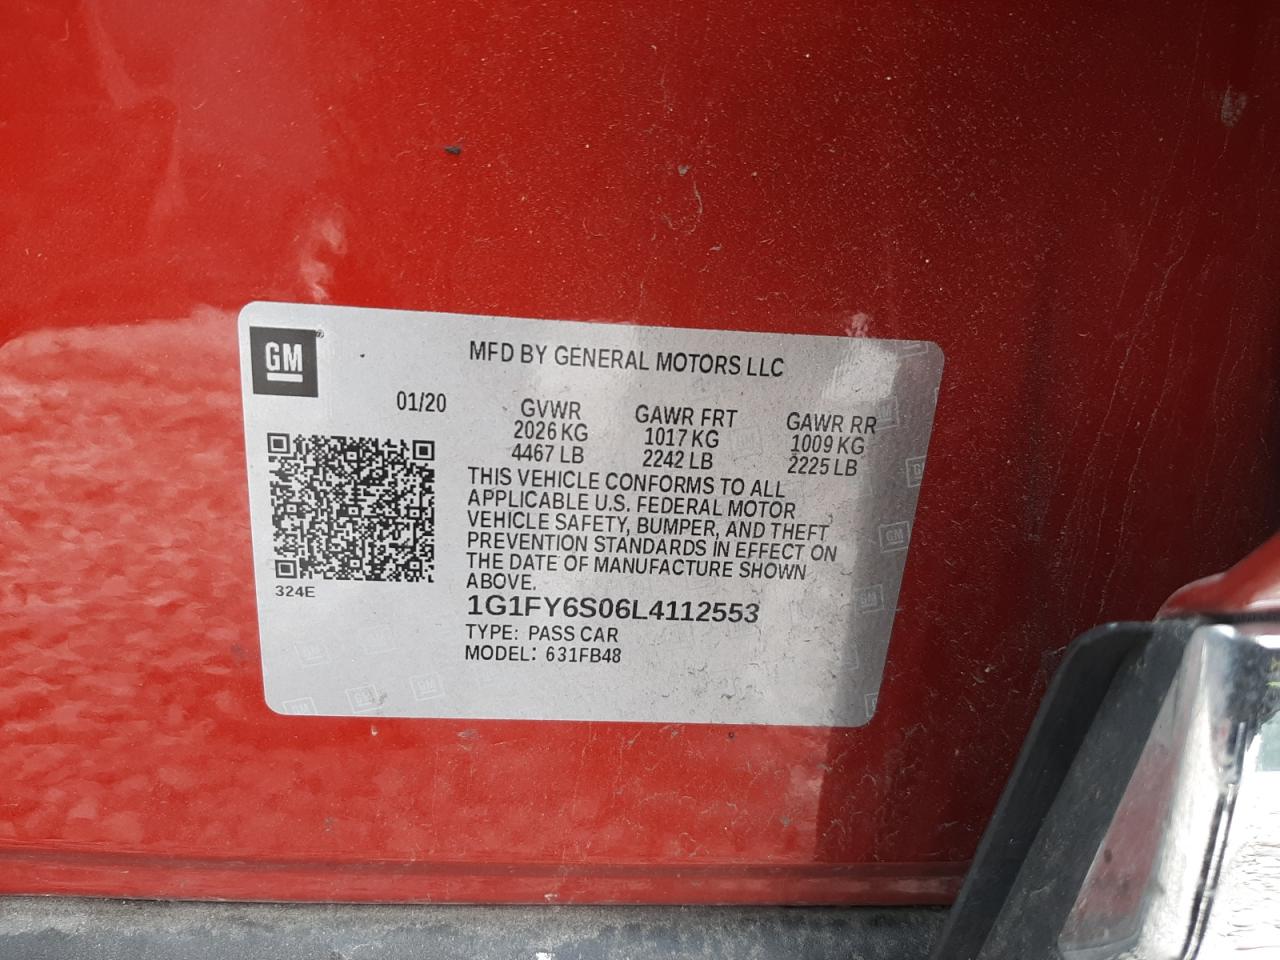 GM
MFD BY GENERAL MOTORS LLC
01/20
GVWR GAWR FRT GAWR RR
2026 KG 1017 KG 1009 KG
4467 LB 2242 LB 2225 LB
THIS VEHICLE CONFORMS TO ALL
APPLICABLE U.S. FEDERAL MOTOR
VEHICLE SAFETY, BUMPER, AND THEFT
PREVENTION STANDARDS IN EFFECT ON
THE DATE OF MANUFACTURE SHOWN
ABOVE.
324E
1G1FY6S06L4112553
TYPE: PASS CAR
MODEL: 631FB48